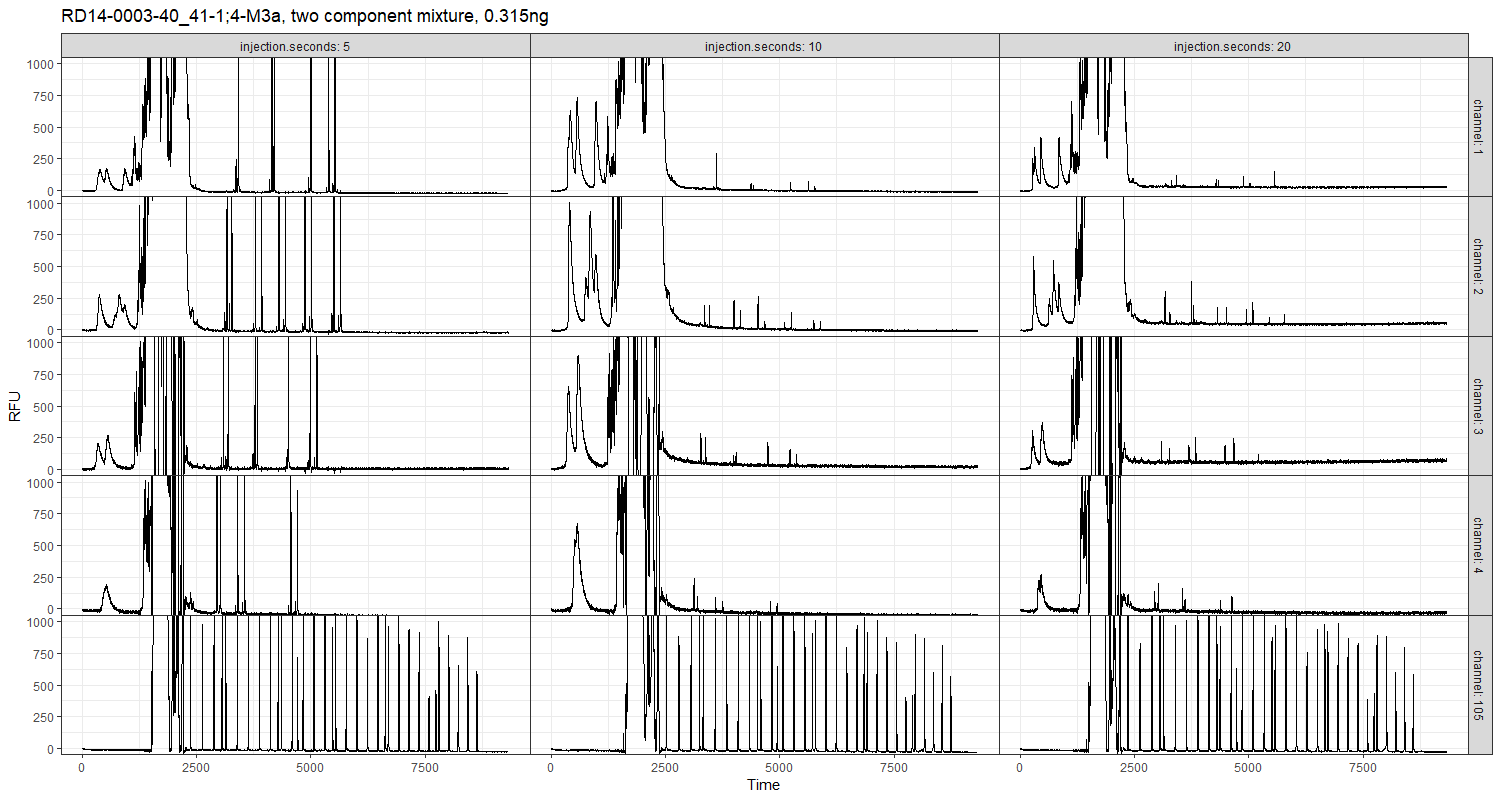 RD14-0003-40_41-1;4-M3a, two component mixture, 0.315ng
injection.seconds: 5 injection.seconds: 10 injection.seconds: 20
1000
750
500
250
0
channel: 1
1000
750
500
250
0
channel: 2
1000
750
500
250
0
channel: 3
1000
750
500
250
0
channel: 4
1000
750
500
250
0
channel: 105
RFU
0 2500 5000 7500 0 2500 5000 7500 0 2500 5000 7500
Time